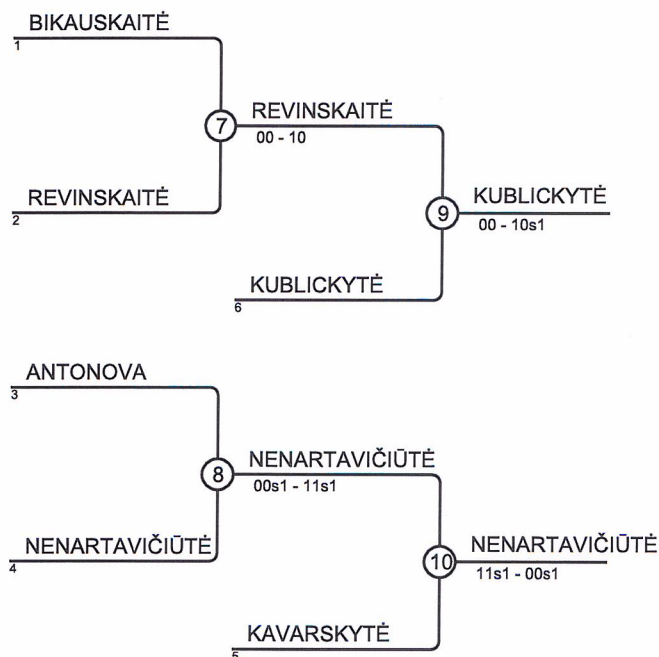 BIKAUSKAITĖ
1
7
REVINSKAITĖ
00 - 10
REVINSKAITĖ
2
9
KUBLICKYTĖ
00 - 10s1
KUBLICKYTĖ
6
ANTONOVA
3
8
NENARTAVIČIŪTĖ
00s1 - 11s1
NENARTAVIČIŪTĖ
4
10
NENARTAVIČIŪTĖ
11s1 - 00s1
KAVARSKYTĖ
5